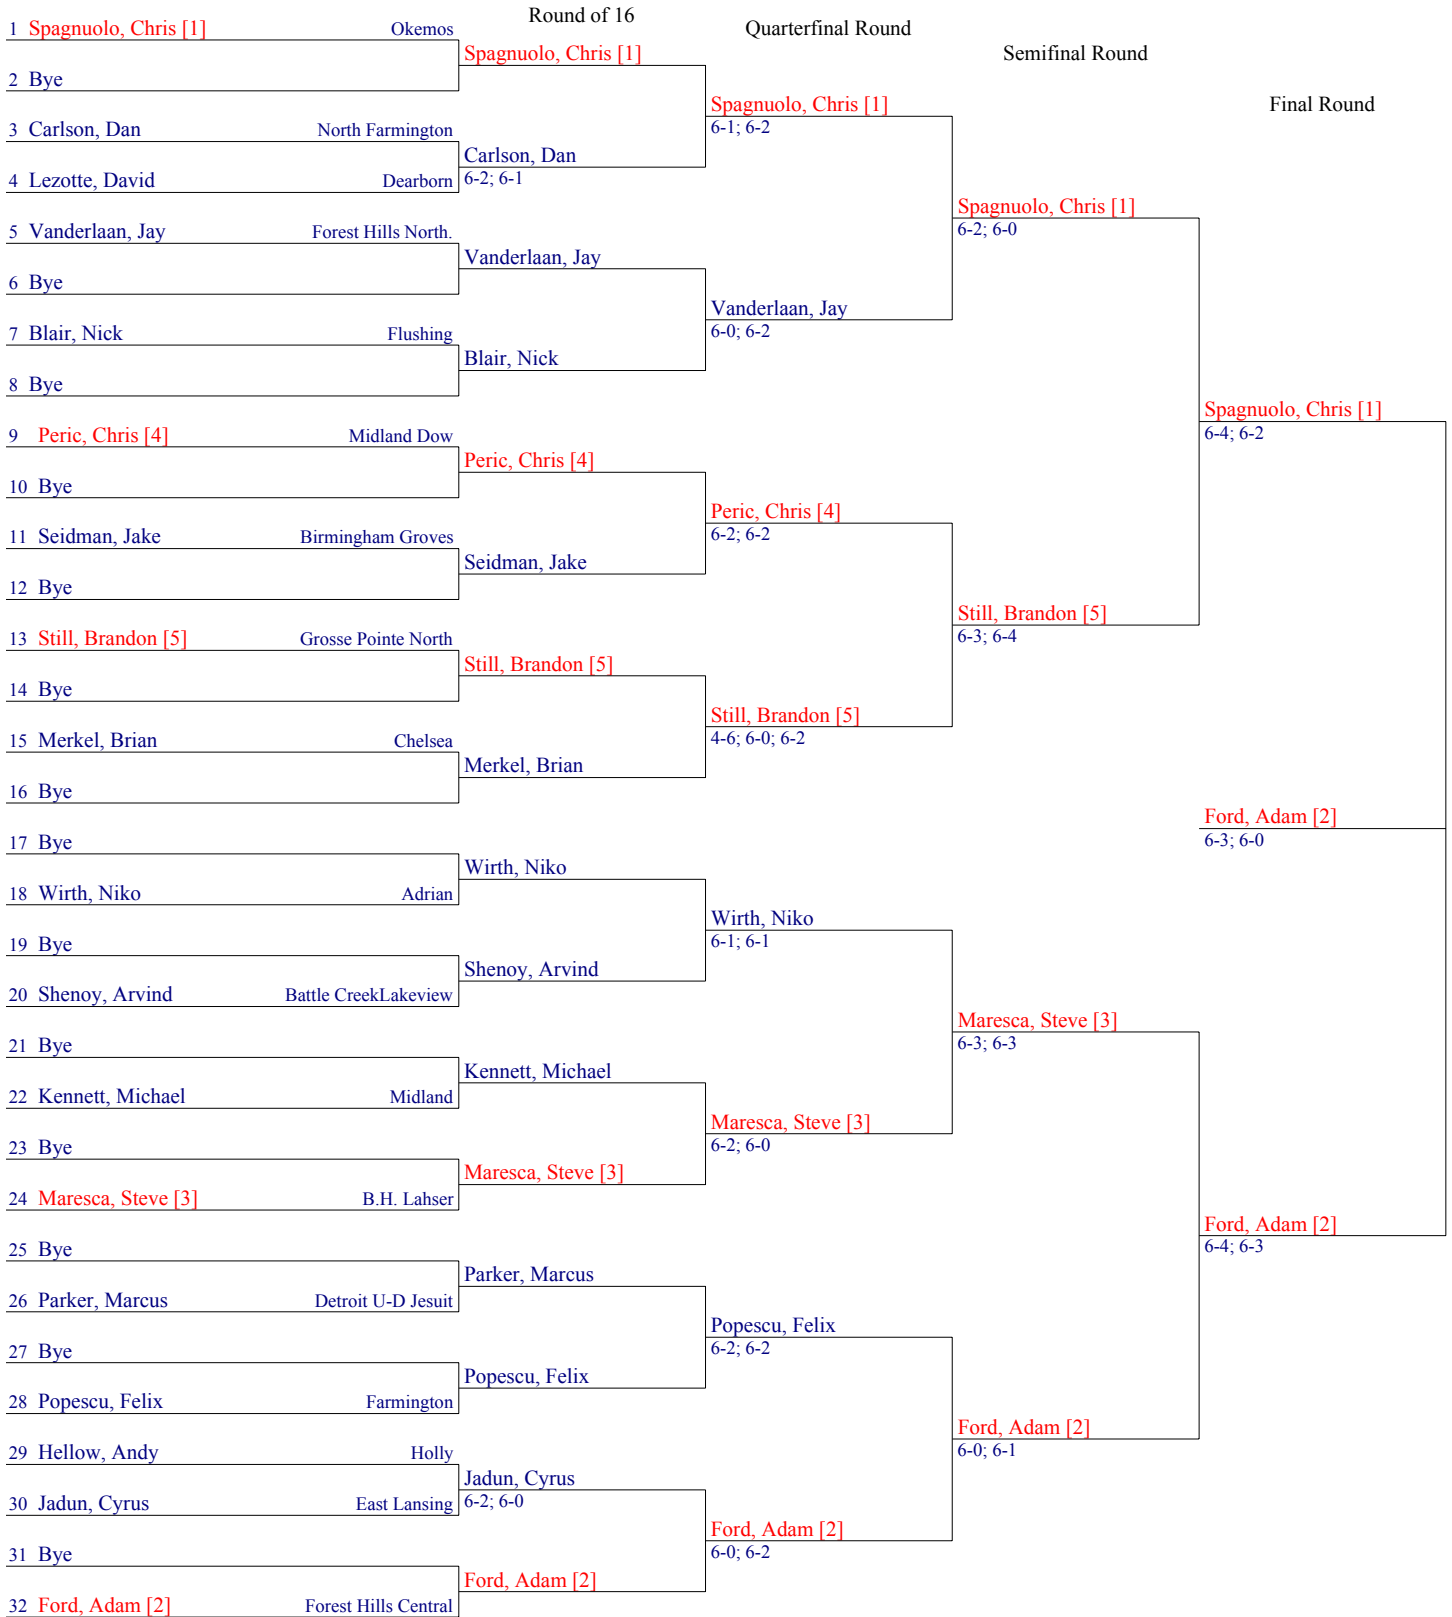 Round of 16
Quarterfinal Round
Semifinal Round
Final Round
1 Spagnuolo, Chris [1] Okemos
2 Bye
3 Carlson, Dan North Farmington
4 Lezotte, David Dearborn
5 Vanderlaan, Jay Forest Hills North.
6 Bye
7 Blair, Nick Flushing
8 Bye
9 Peric, Chris [4] Midland Dow
10 Bye
11 Seidman, Jake Birmingham Groves
12 Bye
13 Still, Brandon [5] Grosse Pointe North
14 Bye
15 Merkel, Brian Chelsea
16 Bye
17 Bye
18 Wirth, Niko Adrian
19 Bye
20 Shenoy, Arvind Battle CreekLakeview
21 Bye
22 Kennett, Michael Midland
23 Bye
24 Maresca, Steve [3] B.H. Lahser
25 Bye
26 Parker, Marcus Detroit U-D Jesuit
27 Bye
28 Popescu, Felix Farmington
29 Hellow, Andy Holly
30 Jadun, Cyrus East Lansing
31 Bye
32 Ford, Adam [2] Forest Hills Central
Spagnuolo, Chris [1]
Carlson, Dan
6-2; 6-1
Vanderlaan, Jay
Blair, Nick
Peric, Chris [4]
Seidman, Jake
Still, Brandon [5]
Merkel, Brian
Wirth, Niko
Shenoy, Arvind
Kennett, Michael
Maresca, Steve [3]
Parker, Marcus
Popescu, Felix
Jadun, Cyrus
6-2; 6-0
Ford, Adam [2]
Spagnuolo, Chris [1]
6-1; 6-2
Vanderlaan, Jay
6-0; 6-2
Peric, Chris [4]
6-2; 6-2
Still, Brandon [5]
4-6; 6-0; 6-2
Wirth, Niko
6-1; 6-1
Maresca, Steve [3]
6-2; 6-0
Popescu, Felix
6-2; 6-2
Ford, Adam [2]
6-0; 6-2
Spagnuolo, Chris [1]
6-2; 6-0
Still, Brandon [5]
6-3; 6-4
Maresca, Steve [3]
6-3; 6-3
Ford, Adam [2]
6-0; 6-1
Spagnuolo, Chris [1]
6-4; 6-2
Ford, Adam [2]
6-3; 6-0
Ford, Adam [2]
6-4; 6-3